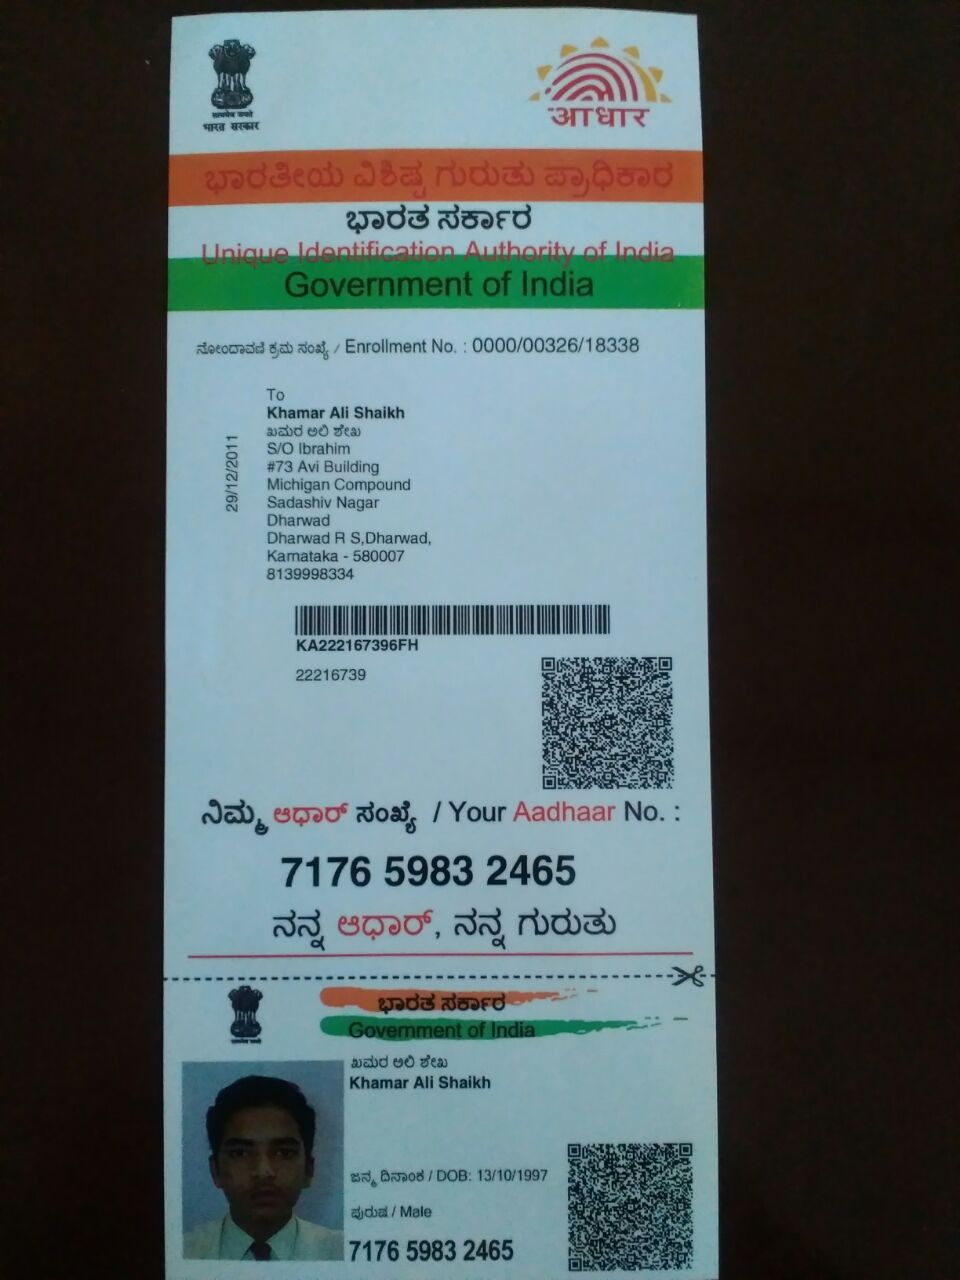 सत्यमेव जयते
भारत सरकार
आधार
ಭಾರತೀಯ ವಿಶಿಷ್ಟ ಗುರುತು ಪ್ರಾಧಿಕಾರ
ಭಾರತ ಸರ್ಕಾರ
Unique Identification Authority of India
Government of India
ನೋಂದಾವಣಿ ಕ್ರಮ ಸಂಖ್ಯೆ / Enrollment No. : 0000/00326/18338
29/12/2011
To
Khamar Ali Shaikh
ಖಮರ ಅಲಿ ಶೇಖ
S/O Ibrahim
#73 Avi Building
Michigan Compound
Sadashiv Nagar
Dharwad
Dharwad R S,Dharwad,
Karnataka - 580007
8139998334
KA222167396FH
22216739
ನಿಮ್ಮ ಆಧಾರ್ ಸಂಖ್ಯೆ / Your Aadhaar No. :
7176 5983 2465
ನನ್ನ ಆಧಾರ್, ನನ್ನ ಗುರುತು
ಭಾರತ ಸರ್ಕಾರ
Government of India
ಖಮರ ಅಲಿ ಶೇಖ
Khamar Ali Shaikh
ಜನ್ಮ ದಿನಾಂಕ / DOB: 13/10/1997
ಪುರುಷ / Male
7176 5983 2465